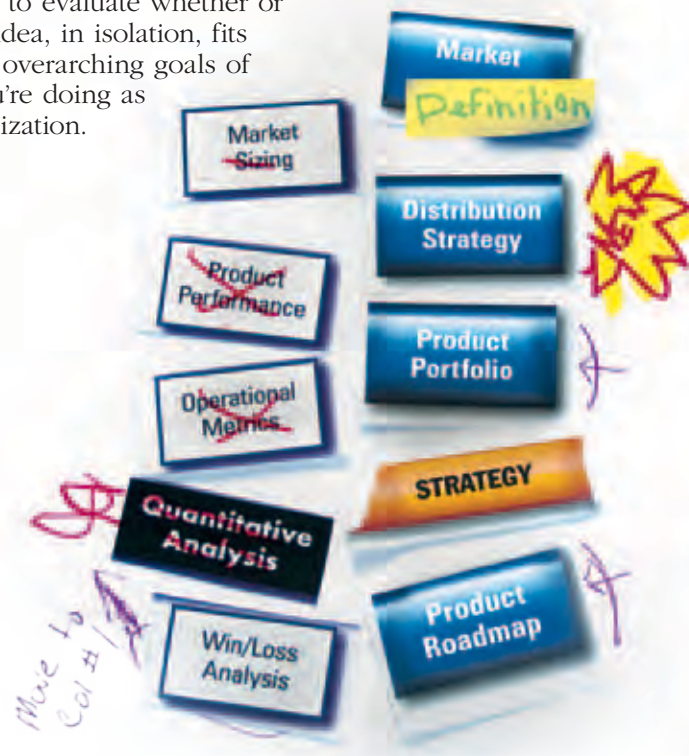 to evaluate whether or
idea, in isolation, fits
overarching goals of
u're doing as
ization.
Market
Definition
Market
Sizing
Distribution
Strategy
Product
Performance
Product
Portfolio
Operational
Metrics
STRATEGY
Quantitative
Analysis
Product
Roadmap
Move to
Col #1
Win/Loss
Analysis